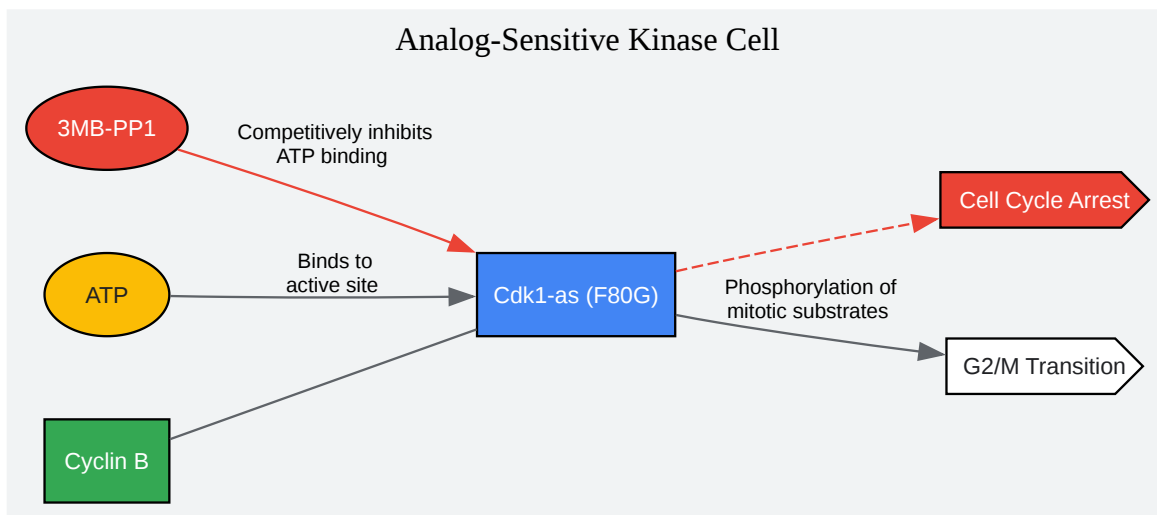 Analog-Sensitive Kinase Cell
3MB-PP1
Competitively inhibits
ATP binding
Cell Cycle Arrest
ATP
Binds to
active site
Cdk1-as (F80G)
Phosphorylation of
mitotic substrates
G2/M Transition
Cyclin B